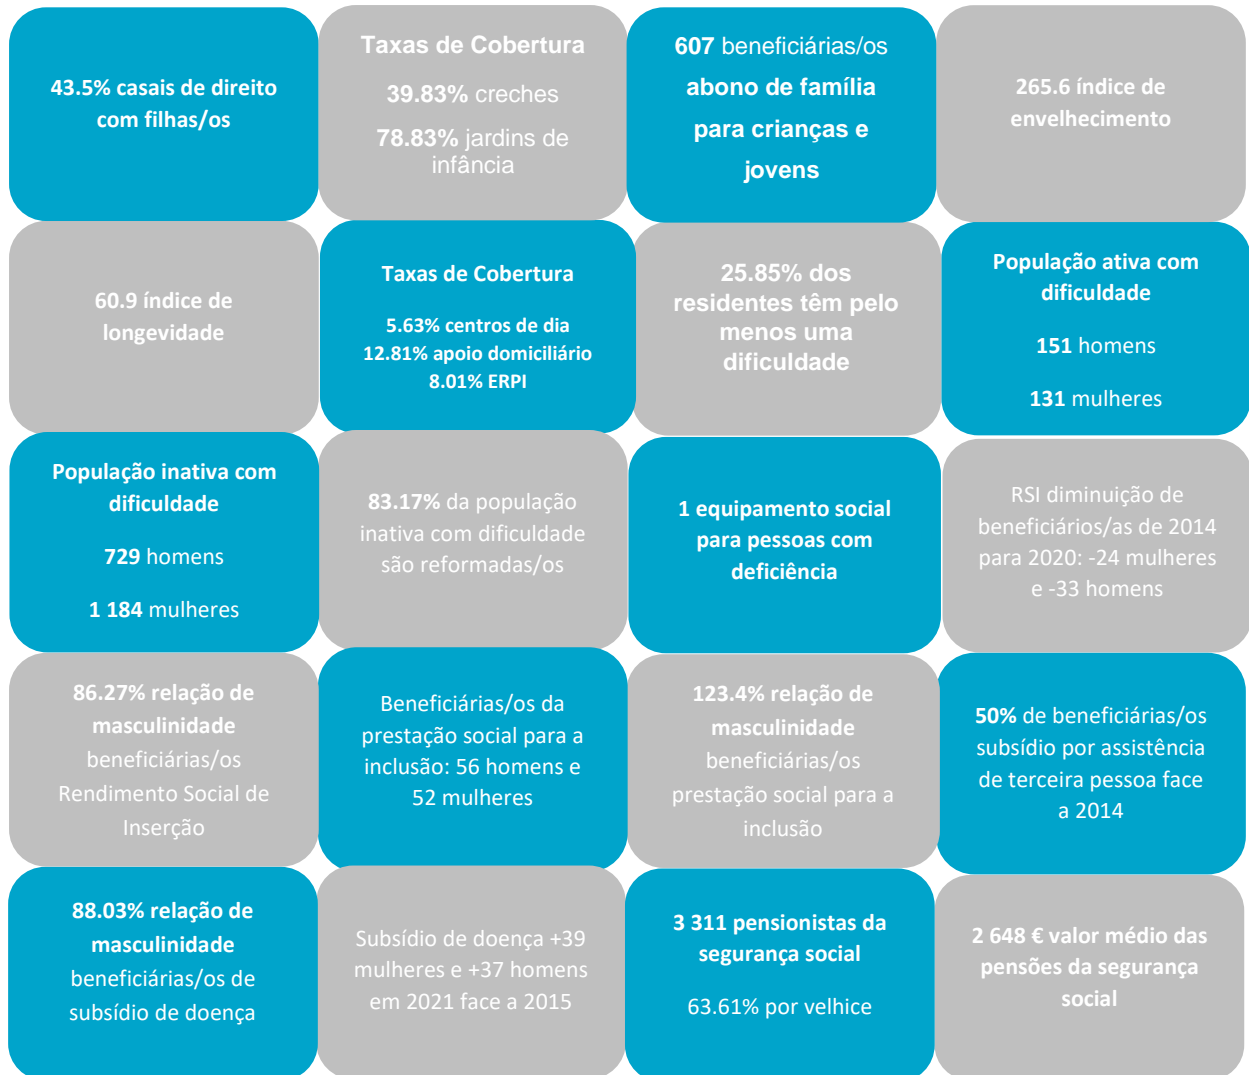 43.5% casais de direito
com filhas/os
Taxas de Cobertura
39.83% creches
78.83% jardins de
infância
607 beneficiárias/os
abono de família
para crianças e
jovens
265.6 índice de
envelhecimento
60.9 índice de
longevidade
Taxas de Cobertura
5.63% centros de dia
12.81% apoio domiciliário
8.01% ERPI
25.85% dos
residentes têm pelo
menos uma
dificuldade
População ativa com
dificuldade
151 homens
131 mulheres
População inativa com
dificuldade
729 homens
1 184 mulheres
83.17% da população
inativa com dificuldade
são reformadas/os
1 equipamento social
para pessoas com
deficiência
RSI diminuição de
beneficiários/as de 2014
para 2020: -24 mulheres
e -33 homens
86.27% relação de
masculinidade
beneficiárias/os
Rendimento Social de
Inserção
Beneficiárias/os da
prestação social para a
inclusão: 56 homens e
52 mulheres
123.4% relação de
masculinidade
beneficiárias/os
prestação social para a
inclusão
50% de beneficiárias/os
subsídio por assistência
de terceira pessoa face
a 2014
88.03% relação de
masculinidade
beneficiárias/os de
subsídio de doença
Subsídio de doença +39
mulheres e +37 homens
em 2021 face a 2015
3 311 pensionistas da
segurança social
63.61% por velhice
2 648 € valor médio das
pensões da segurança
social